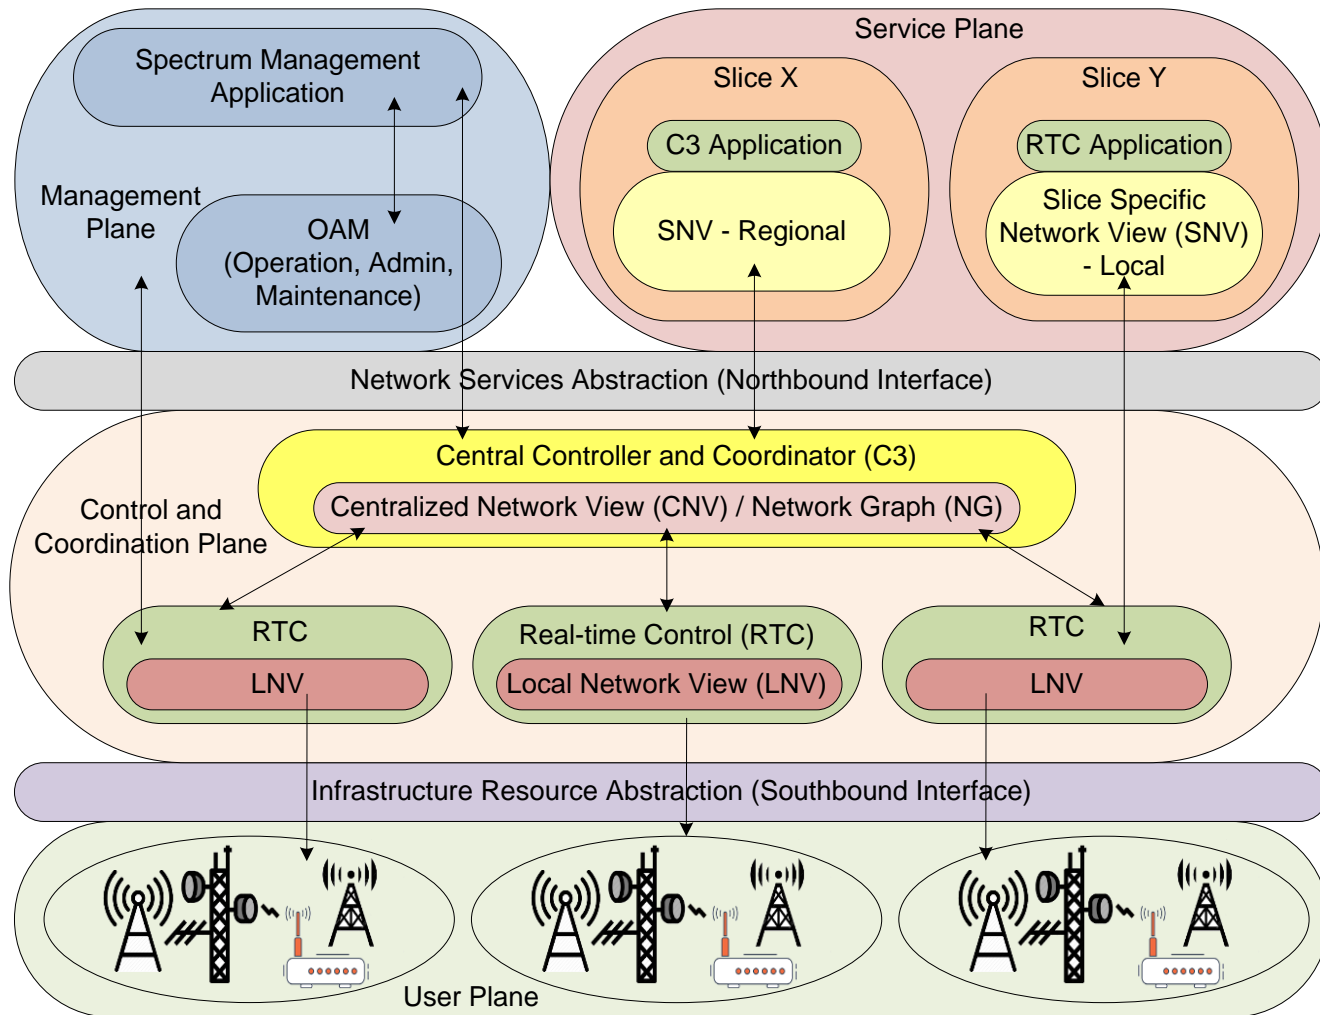 Spectrum Management
Application
Management
Plane
OAM
(Operation, Admin,
Maintenance)
Service Plane
Slice X
C3 Application
SNV - Regional
Slice Y
RTC Application
Slice Specific
Network View (SNV)
- Local
Network Services Abstraction (Northbound Interface)
Central Controller and Coordinator (C3)
Centralized Network View (CNV) / Network Graph (NG)
Control and
Coordination Plane
RTC
LNV
Real-time Control (RTC)
Local Network View (LNV)
RTC
LNV
Infrastructure Resource Abstraction (Southbound Interface)
User Plane